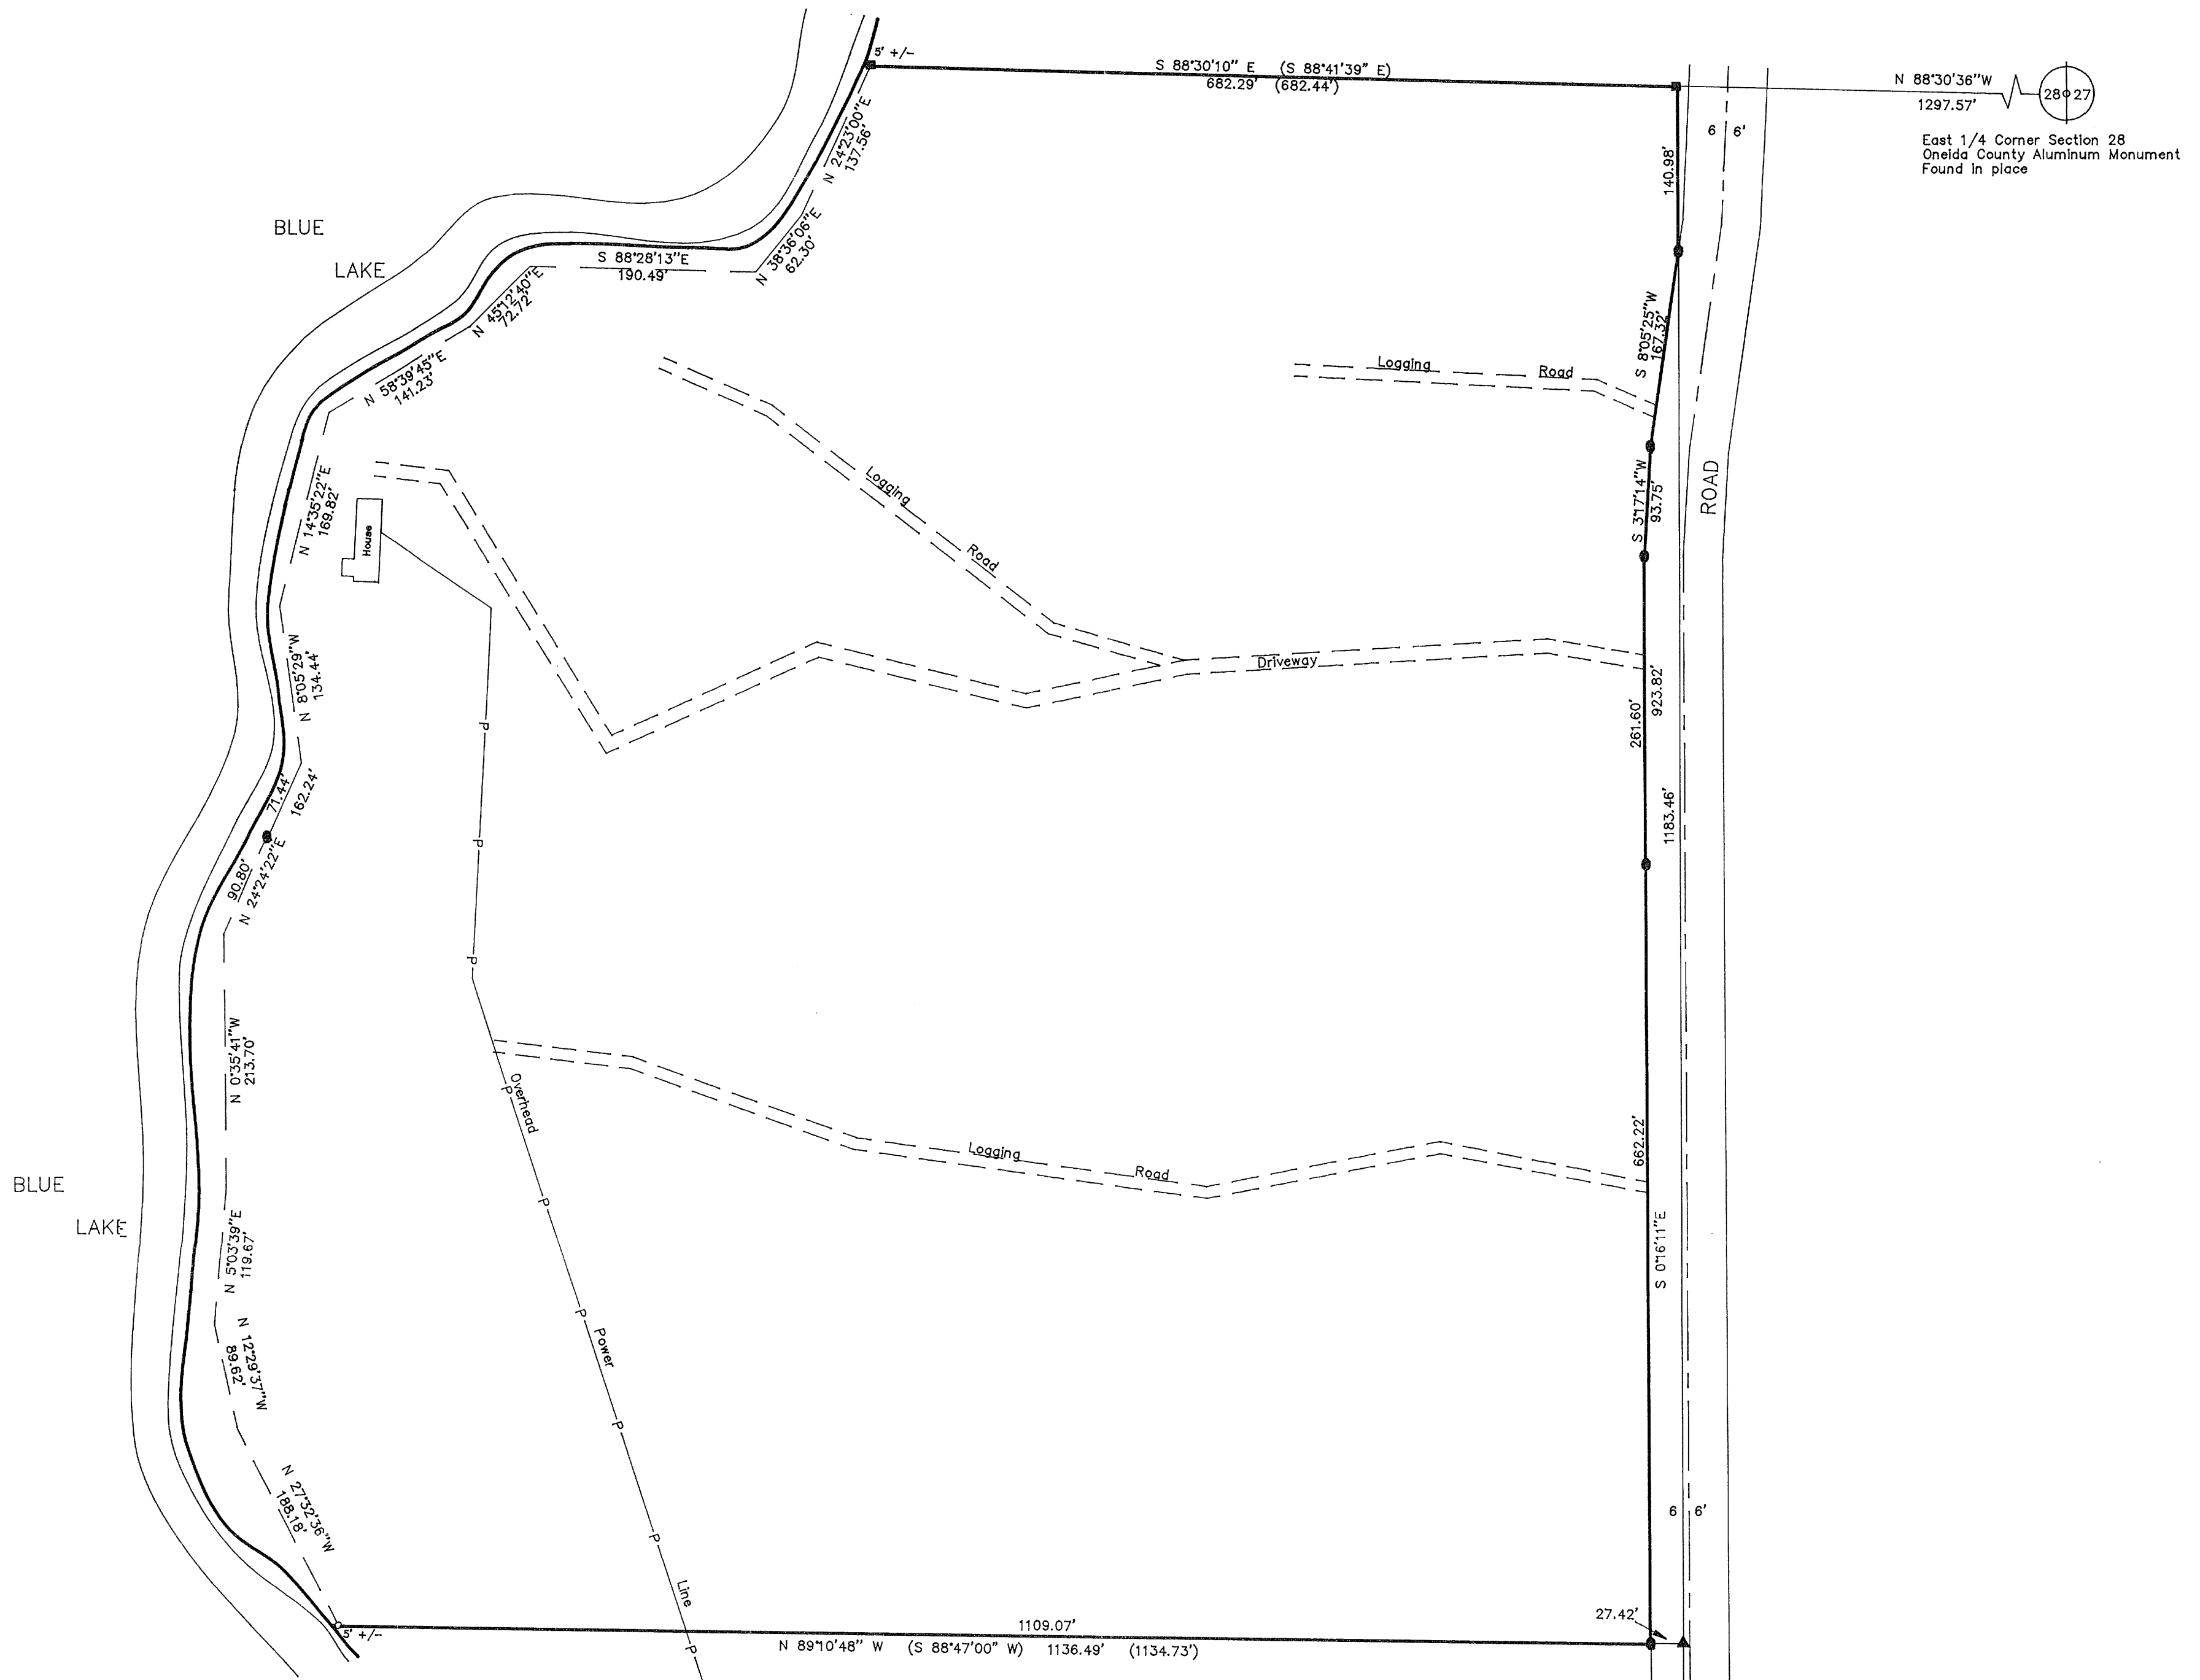 5' +/-
S 88°30'10" E (S 88°41'39" E)
682.29' (682.44')
N 88°30'36"W
1297.57'
28 27
East 1/4 Corner Section 28
Oneida County Aluminum Monument
Found in place
6 6'
140.98'
N 24°23'00"E
137.56'
N 38°36'06"E
62.30'
BLUE
LAKE
S 88°28'13"E
190.49'
N 45°12'40"E
72.72'
N 58°39'45"E
141.23'
S 8°05'25"W
167.32'
Logging Road
N 14°35'22"E
169.82'
House
Logging
Road
S 3°17'14"W
93.75'
ROAD
N 8°05'29"W
134.44'
Driveway
923.82'
261.60'
P
71.44'
162.24'
1183.46'
P
90.80'
N 24°24'22"E
P
N 0°35'41"W
213.70'
Overhead
P
Logging
Road
662.22'
BLUE
LAKE
P
N 5°03'39"E
119.67'
S 0°16'11"E
N 12°29'37"W
89.62'
P
Power
P
N 27°32'36"W
188.18'
6 6'
P
Line
5' +/-
1109.07'
27.42'
N 89°10'48" W (S 88°47'00" W) 1136.49' (1134.73')
P